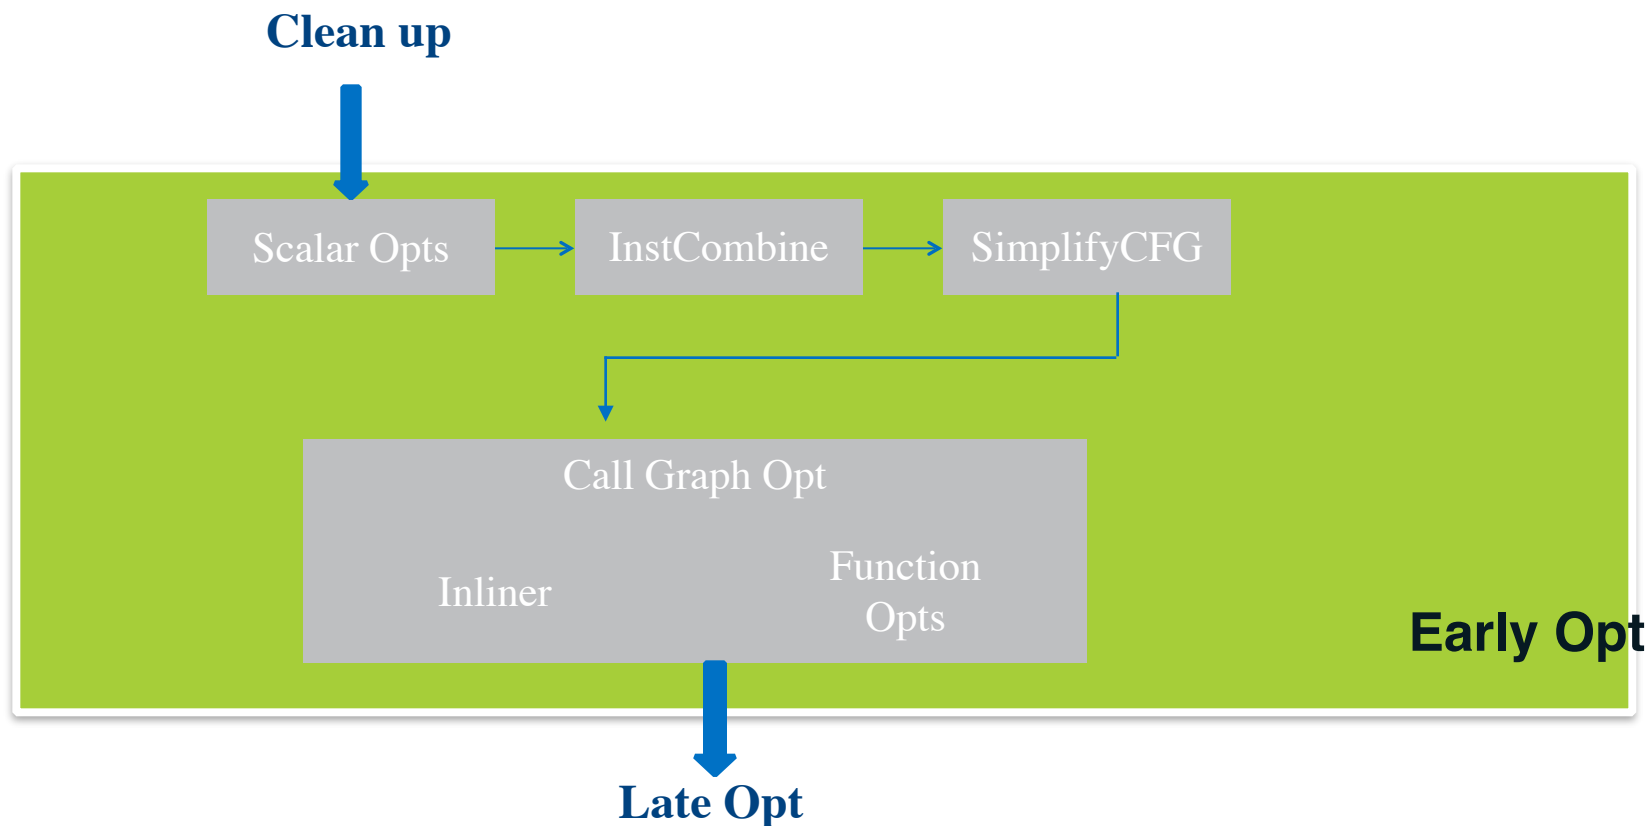 Clean up
Scalar Opts
InstCombine
SimplifyCFG
Call Graph Opt
Inliner
Function
Opts
Early Opt
Late Opt